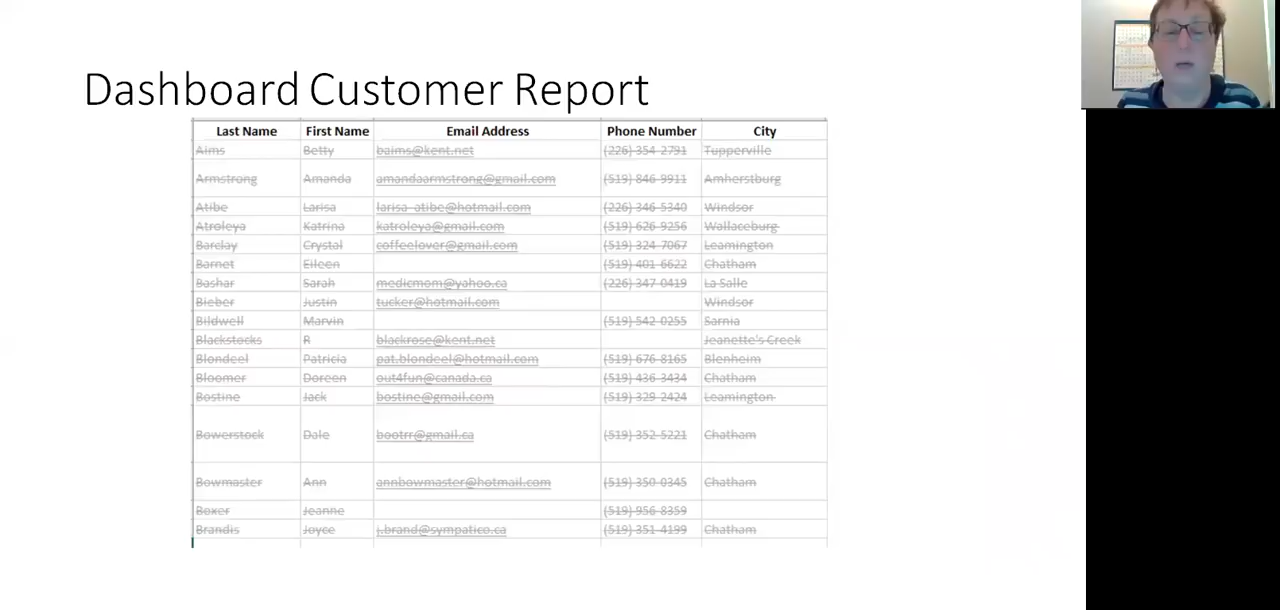 Dashboard Customer Report
Last Name First Name Email Address Phone Number City
Aims Betty baims@kent.net (226) 354-2791 Tupperville
Armstrong Amanda amandaarmstrong@gmail.com (519) 846-9911 Amherstburg
Atibe Larisa larisa_atibe@hotmail.com (226) 346-5340 Windsor
Atroleya Katrina katroleya@gmail.com (519) 626-9256 Wallaceburg
Barclay Crystal coffeelover@gmail.com (519) 324-7067 Leamington
Barnet Eileen (519) 401-6622 Chatham
Bashar Sarah medicmom@yahoo.ca (226) 347-0419 La Salle
Bieber Justin tucker@hotmail.com Windsor
Bildwell Marvin (519) 542-0255 Sarnia
Blackstocks R blackrose@kent.net Jeanette's Creek
Blondeel Patricia pat.blondeel@hotmail.com (519) 676-8165 Blenheim
Bloomer Doreen out4fun@canada.ca (519) 436-3434 Chatham
Bostine Jack bostine@gmail.com (519) 329-2424 Leamington
Bowerstock Dale bootrr@gmail.ca (519) 352-5221 Chatham
Bowmaster Ann annbowmaster@hotmail.com (519) 350-0345 Chatham
Boxer Jeanne (519) 956-8359
Brandis Joyce j.brand@sympatico.ca (519) 351-4199 Chatham